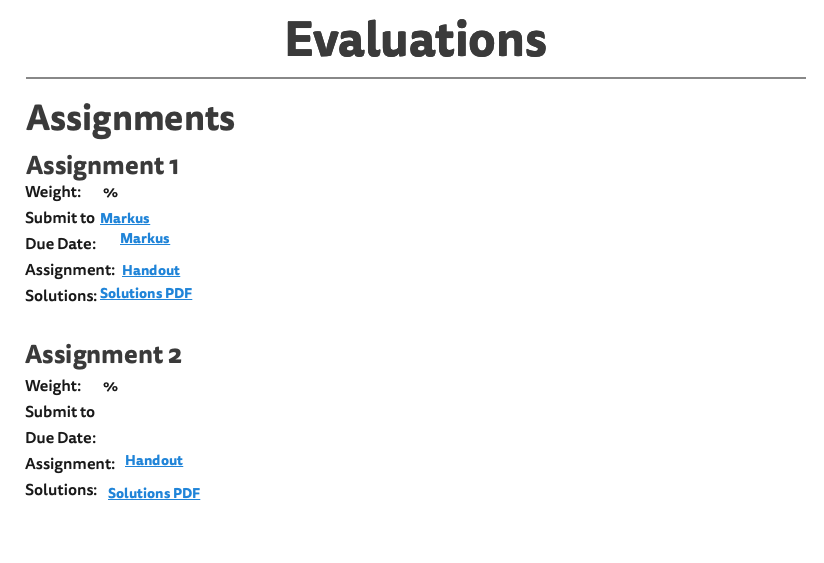 Evaluations
Assignments
Assignment 1
Weight: %
Submit to Markus
Due Date: Markus
Assignment: Handout
Solutions: Solutions PDF
Assignment 2
Weight: %
Submit to
Due Date:
Assignment: Handout
Solutions: Solutions PDF